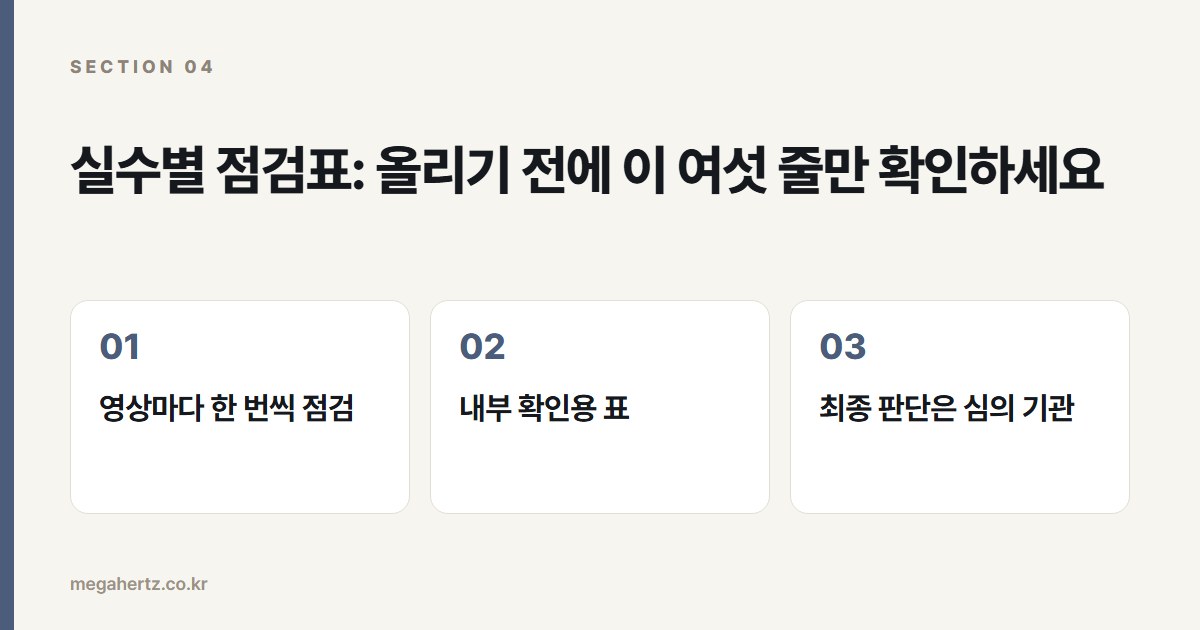 SECTION 04
실수별 점검표: 올리기 전에 이 여섯 줄만 확인하세요
01
영상마다 한 번씩 점검
02
내부 확인용 표
03
최종 판단은 심의 기관
megahertz.co.kr